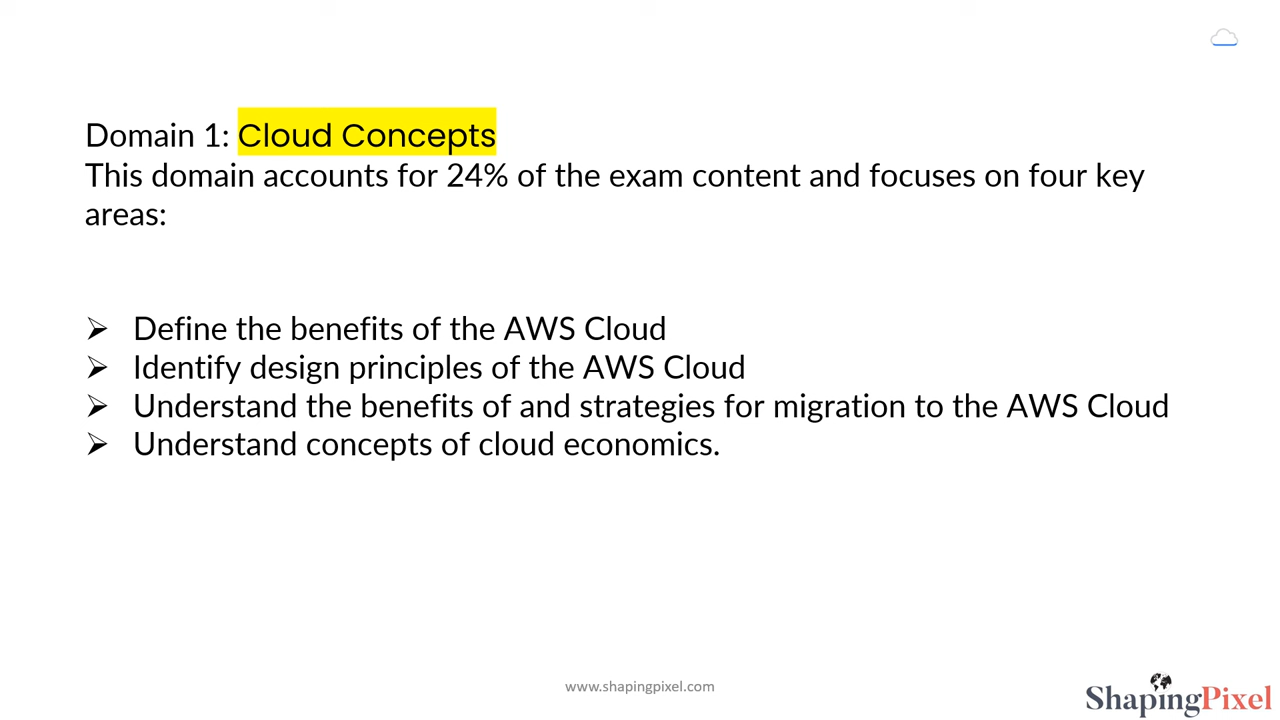 Domain 1: Cloud Concepts
This domain accounts for 24% of the exam content and focuses on four key
areas:
➢ Define the benefits of the AWS Cloud
➢ Identify design principles of the AWS Cloud
➢ Understand the benefits of and strategies for migration to the AWS Cloud
➢ Understand concepts of cloud economics.
www.shapingpixel.com
ShapingPixel